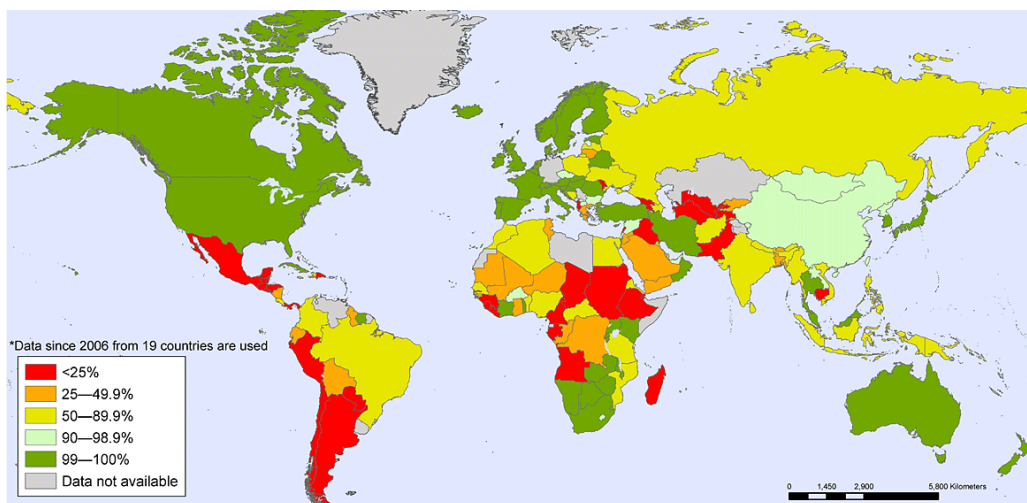 *Data since 2006 from 19 countries are used
<25%
25—49.9%
50—89.9%
90—98.9%
99—100%
Data not available
0 1,450 2,900 5,800 Kilometers